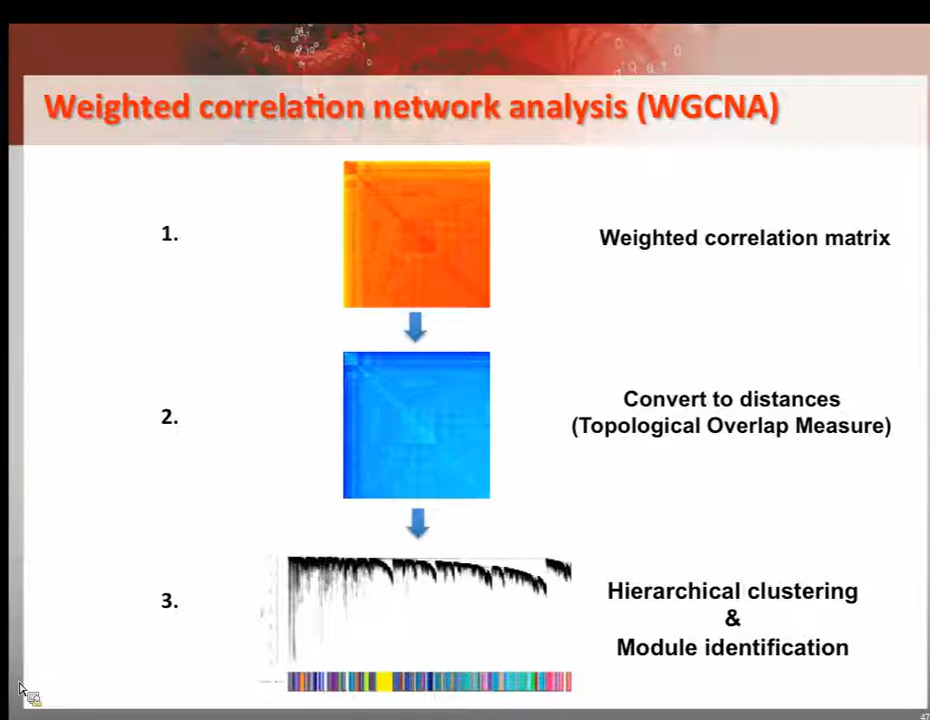 Weighted correlation network analysis (WGCNA)
1.
Weighted correlation matrix
2.
Convert to distances
(Topological Overlap Measure)
3.
Hierarchical clustering
&
Module identification